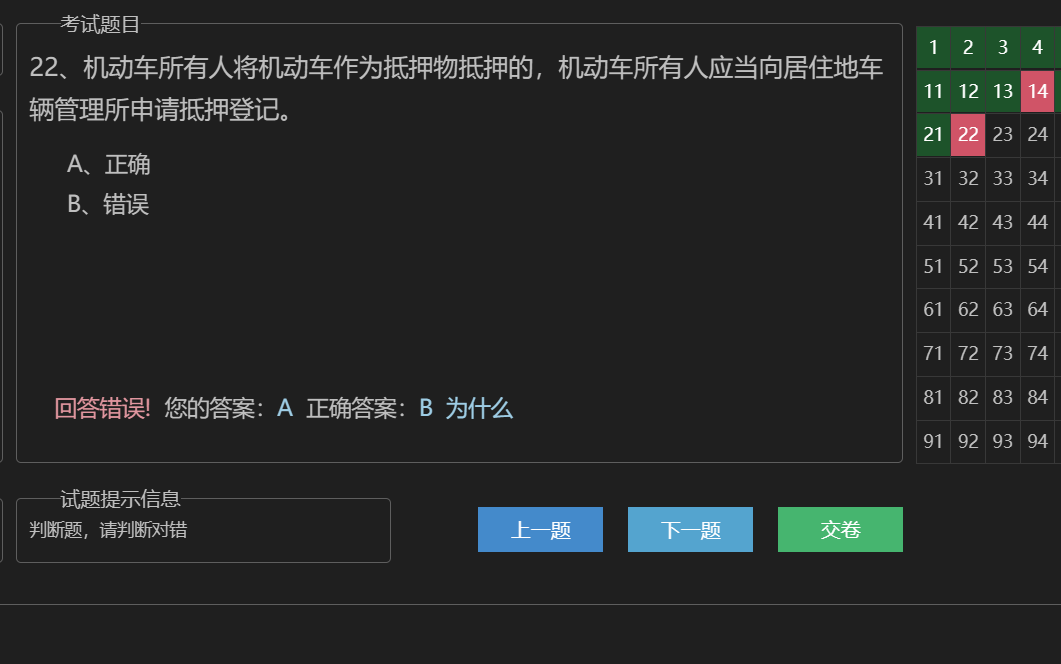 考试题目
22、机动车所有人将机动车作为抵押物抵押的，机动车所有人应当向居住地车
辆管理所申请抵押登记。
A、正确
B、错误
回答错误! 您的答案：A 正确答案：B 为什么
1 2 3 4
11 12 13 14
21 22 23 24
31 32 33 34
41 42 43 44
51 52 53 54
61 62 63 64
71 72 73 74
81 82 83 84
91 92 93 94
试题提示信息
判断题，请判断对错
上一题 下一题 交卷